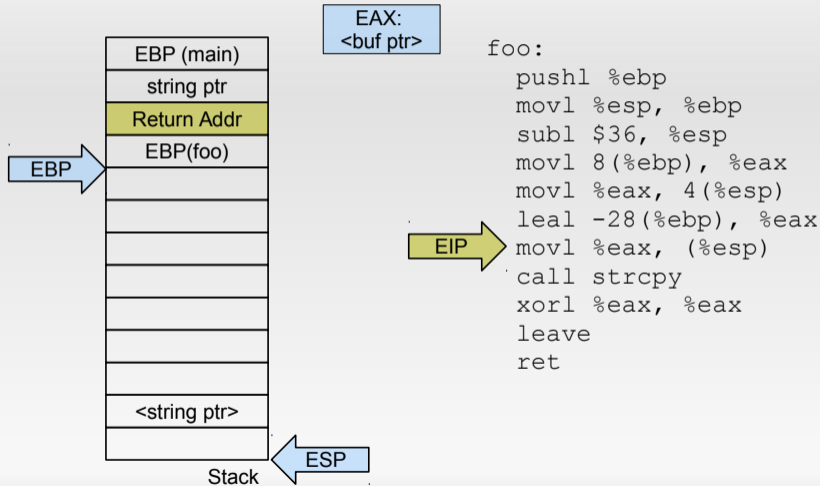 EAX:
<buf ptr>
EBP (main)
string ptr
Return Addr
EBP(foo)
EBP
<string ptr>
ESP
Stack
EIP
foo:
pushl %ebp
movl %esp, %ebp
subl $36, %esp
movl 8(%ebp), %eax
movl %eax, 4(%esp)
leal -28(%ebp), %eax
movl %eax, (%esp)
call strcpy
xorl %eax, %eax
leave
ret